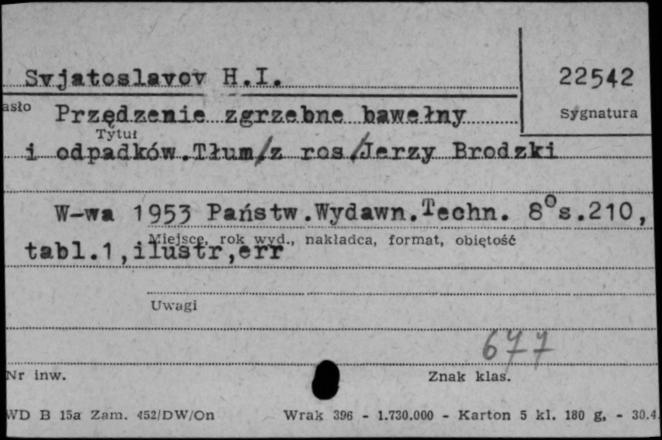 Svjatoslavov H.I.
22542
asło
Przędzenie zgrzebne bawełny
Sygnatura
Tytuł
i odpadków.Tłum/z ros/Jerzy Brodzki
W-wa 1953 Państw.Wydawn.Techn. 8°s.210,
Miejsce, rok wyd., nakładca, format, obiętość
tabl.1,ilustr,err
Uwagi
677
Nr inw.
Znak klas.
WD B 15a Zam. 452/DW/On Wrak 396 - 1.730.000 - Karton 5 kl. 180 g. - 30.4.